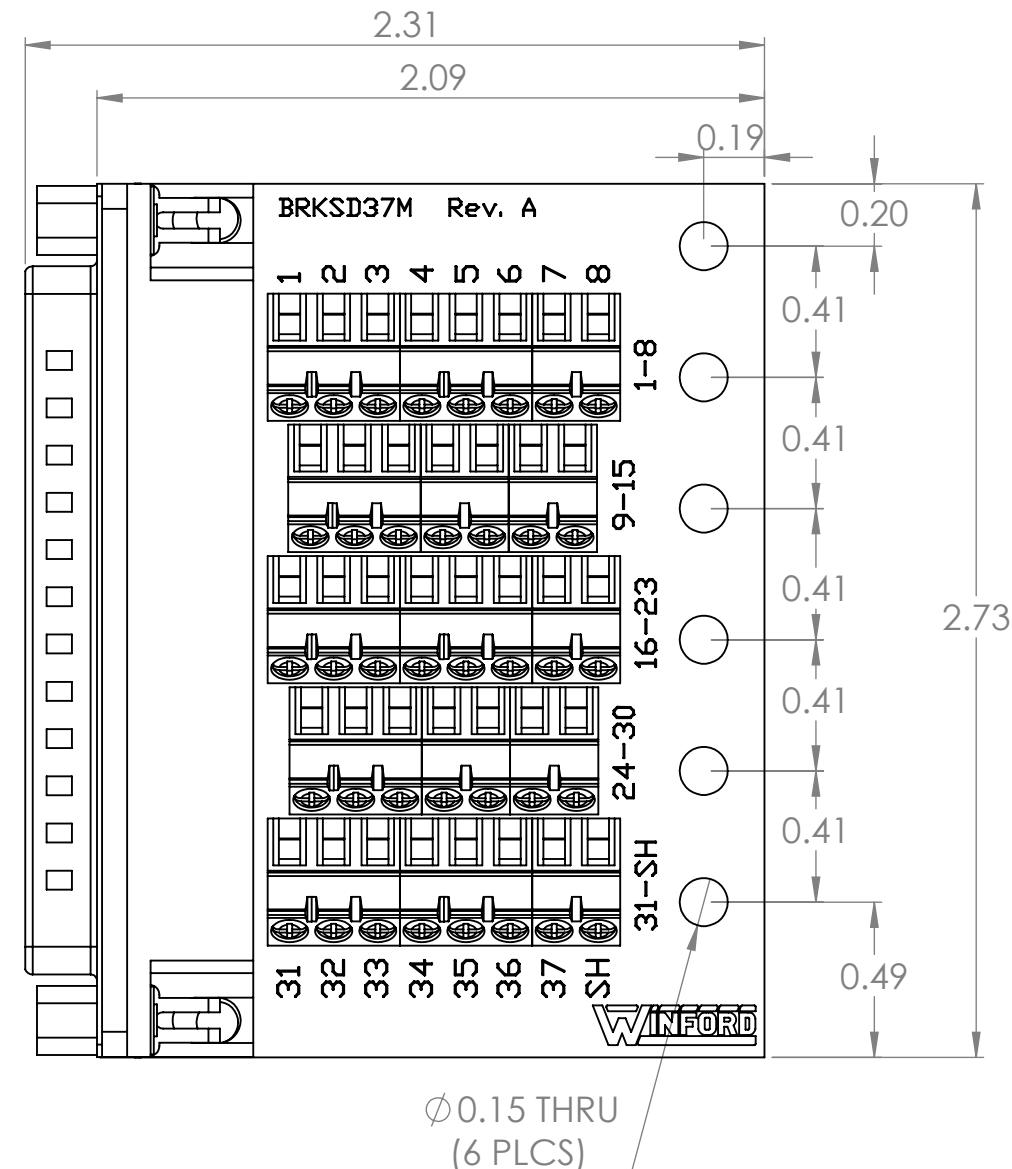 2.31
2.09
0.19
0.20
BRKSD37M Rev. A
1 2 3 4 5 6 7 8
0.41
1-8
0.41
9-15
0.41
16-23
2.73
0.41
24-30
0.41
31-SH
31 32 33 34 35 36 37 SH
0.49
WINFORD
∅0.15 THRU
(6 PLCS)